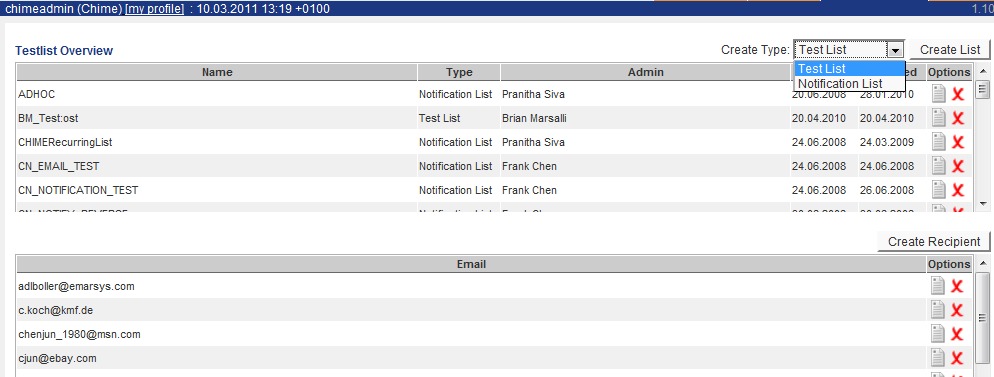 chimeadmin (Chime) [my profile] : 10.03.2011 13:19 +0100 1.10
Testlist Overview Create Type: Test List Create List
Name Type Admin ed Options
Test List
Notification List
ADHOC Notification List Pranitha Siva 20.06.2008 28.01.2010
BM_Test:ost Test List Brian Marsalli 20.04.2010 20.04.2010
CHIMERecurringList Notification List Pranitha Siva 24.06.2008 24.03.2009
CN_EMAIL_TEST Notification List Frank Chen 24.06.2008 24.06.2008
CN_NOTIFICATION_TEST Notification List Frank Chen 24.06.2008 26.06.2008
Create Recipient
Email Options
adlboller@emarsys.com
c.koch@kmf.de
chenjun_1980@msn.com
cjun@ebay.com